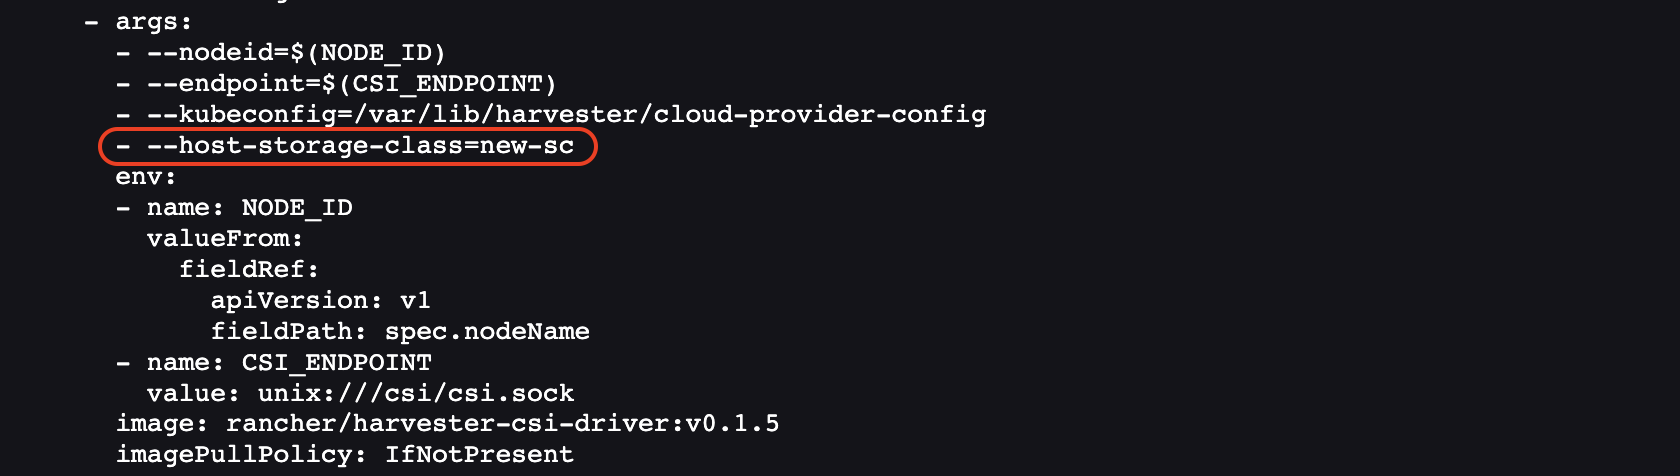 - args:
- --nodeid=$(NODE_ID)
- --endpoint=$(CSI_ENDPOINT)
- --kubeconfig=/var/lib/harvester/cloud-provider-config
- --host-storage-class=new-sc
env:
- name: NODE_ID
valueFrom:
fieldRef:
apiVersion: v1
fieldPath: spec.nodeName
- name: CSI_ENDPOINT
value: unix:///csi/csi.sock
image: rancher/harvester-csi-driver:v0.1.5
imagePullPolicy: IfNotPresent